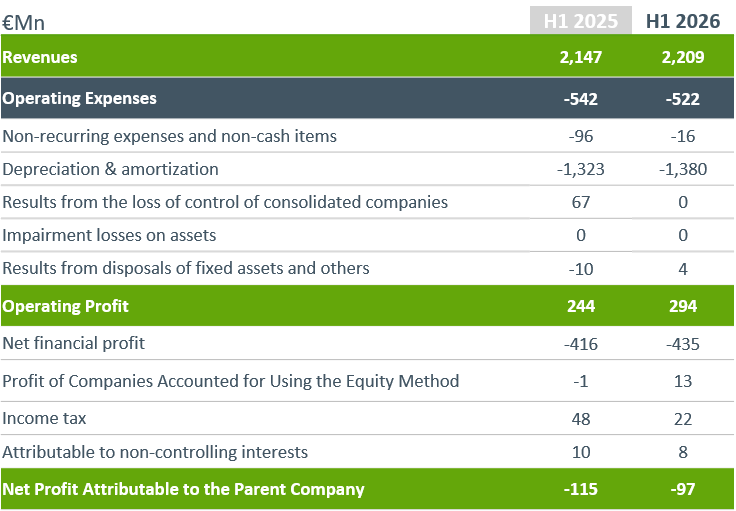 €Mn H1 2025 H1 2026
Revenues 2,147 2,209
Operating Expenses -542 -522
Non-recurring expenses and non-cash items -96 -16
Depreciation & amortization -1,323 -1,380
Results from the loss of control of consolidated companies 67 0
Impairment losses on assets 0 0
Results from disposals of fixed assets and others -10 4
Operating Profit 244 294
Net financial profit -416 -435
Profit of Companies Accounted for Using the Equity Method -1 13
Income tax 48 22
Attributable to non-controlling interests 10 8
Net Profit Attributable to the Parent Company -115 -97